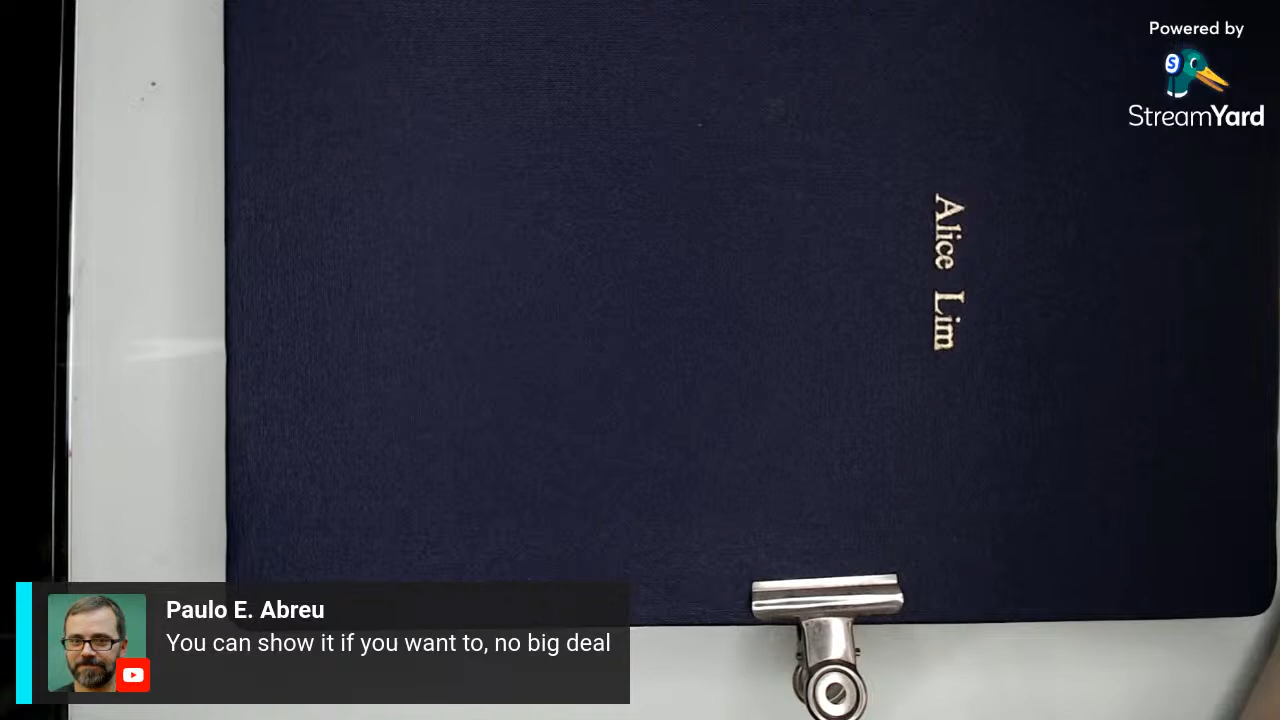 Powered by
StreamYard
Alice Lim
Paulo E. Abreu
You can show it if you want to, no big deal